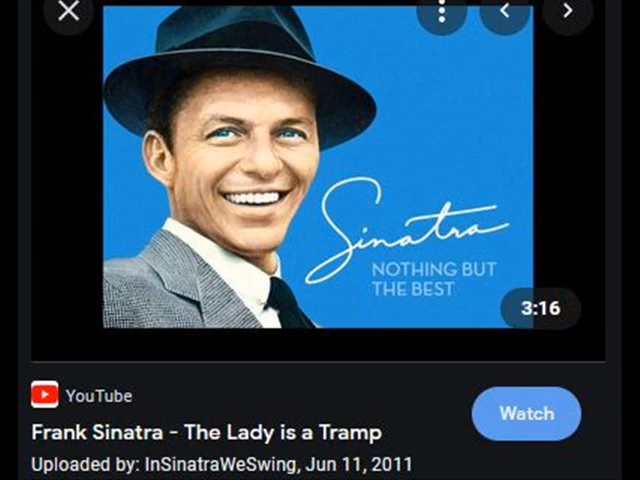 Sinatra
NOTHING BUT
THE BEST
3:16
YouTube
Watch
Frank Sinatra - The Lady is a Tramp
Uploaded by: InSinatraWeSwing, Jun 11, 2011